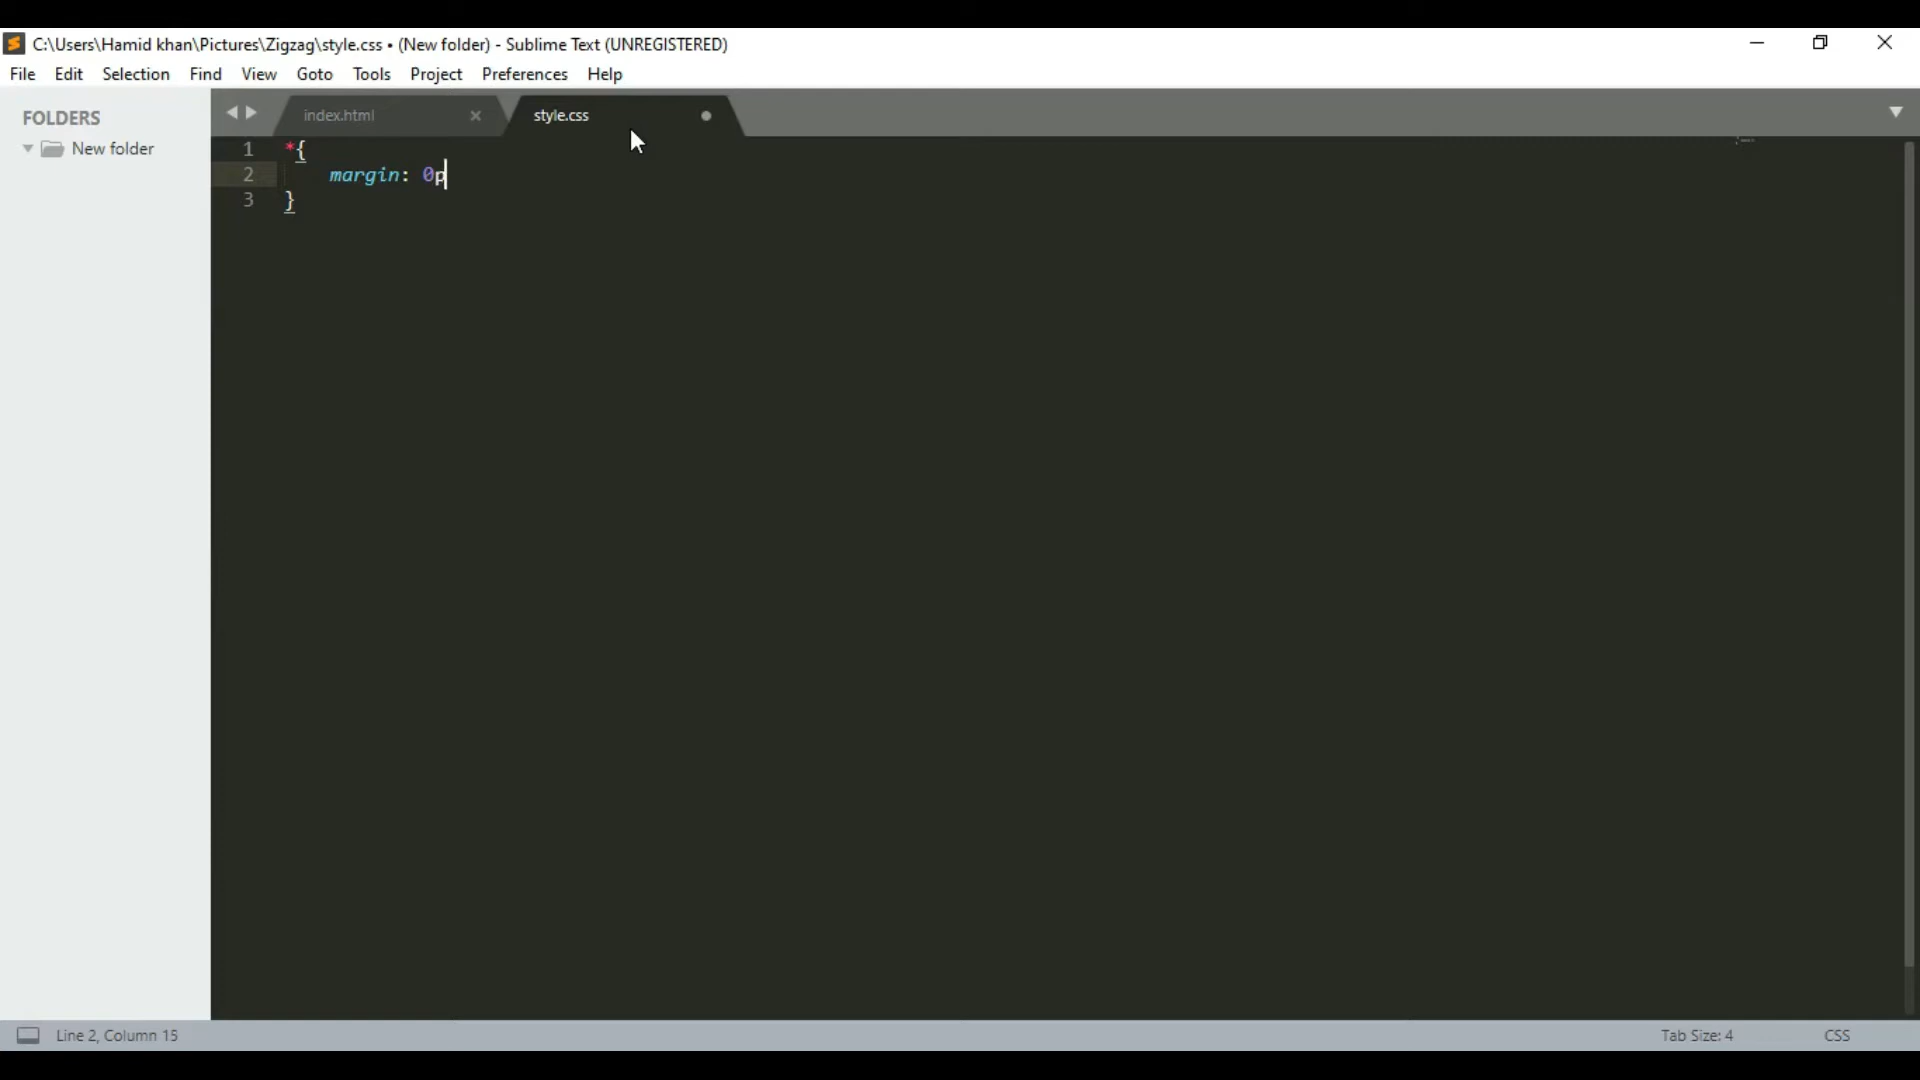 C:\Users\Hamid khan\Pictures\Zigzag\style.css • (New folder) - Sublime Text (UNREGISTERED)
File Edit Selection Find View Goto Tools Project Preferences Help
FOLDERS
New folder
index.html style.css
1 *{
2 margin: 0p
3 }
Line 2, Column 15 Tab Size: 4 CSS